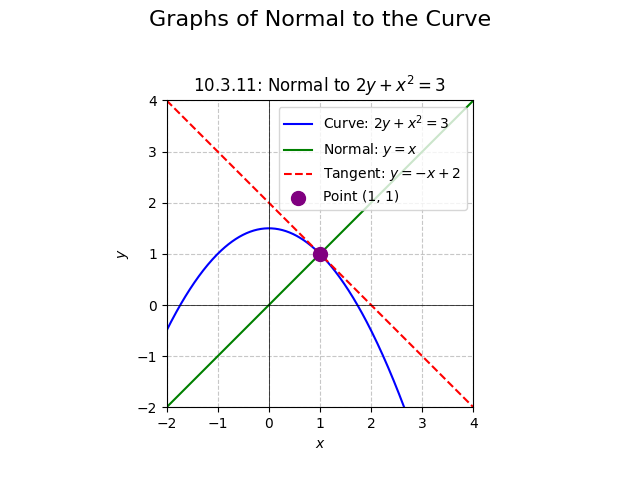 Graphs of Normal to the Curve
10.3.11: Normal to $2y + x^2 = 3$
Curve: $2y + x^2 = 3$
Normal: $y = x$
Tangent: $y = -x + 2$
Point (1, 1)
4
3
2
1
0
−1
−2
y
−2 −1 0 1 2 3 4
x